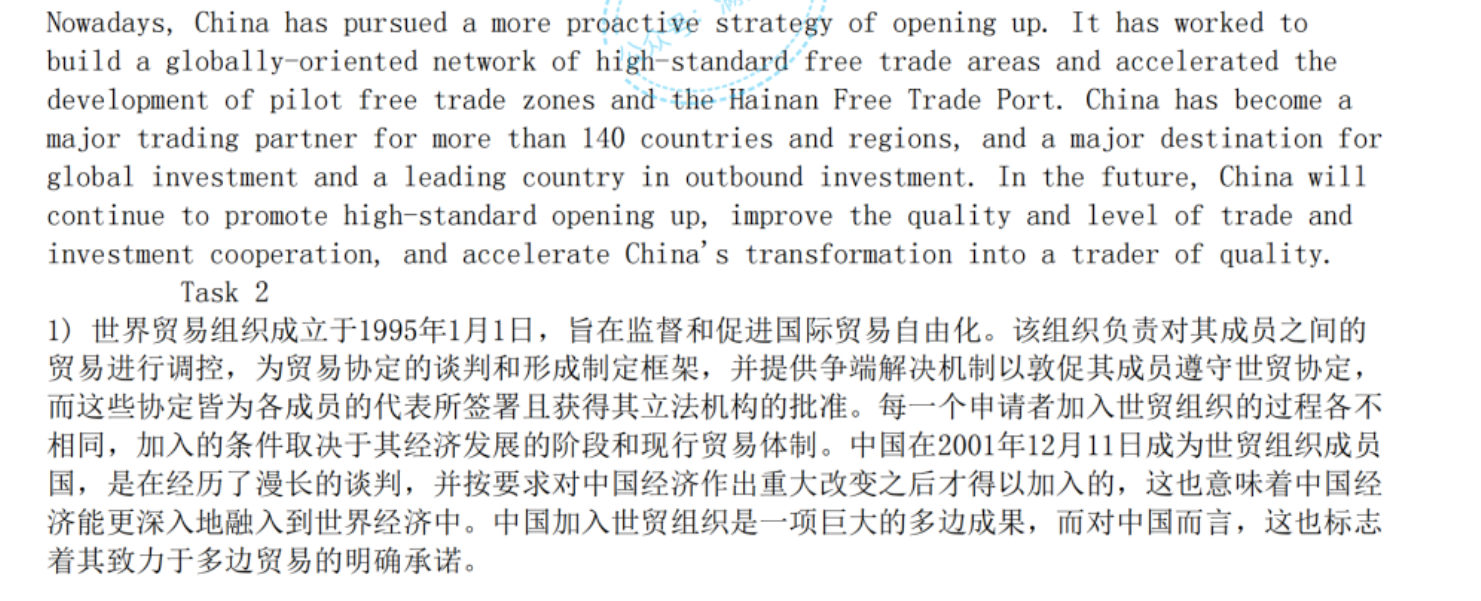 Nowadays, China has pursued a more proactive strategy of opening up. It has worked to
build a globally-oriented network of high-standard free trade areas and accelerated the
development of pilot free trade zones and the Hainan Free Trade Port. China has become a
major trading partner for more than 140 countries and regions, and a major destination for
global investment and a leading country in outbound investment. In the future, China will
continue to promote high-standard opening up, improve the quality and level of trade and
investment cooperation, and accelerate China's transformation into a trader of quality.
Task 2
1) 世界贸易组织成立于1995年1月1日，旨在监督和促进国际贸易自由化。该组织负责对其成员之间的
贸易进行调控，为贸易协定的谈判和形成制定框架，并提供争端解决机制以敦促其成员遵守世贸协定，
而这些协定皆为各成员的代表所签署且获得其立法机构的批准。每一个申请者加入世贸组织的过程各不
相同，加入的条件取决于其经济发展的阶段和现行贸易体制。中国在2001年12月11日成为世贸组织成员
国，是在经历了漫长的谈判，并按要求对中国经济作出重大改变之后才得以加入的，这也意味着中国经
济能更深入地融入到世界经济中。中国加入世贸组织是一项巨大的多边成果，而对中国而言，这也标志
着其致力于多边贸易的明确承诺。
公众号：